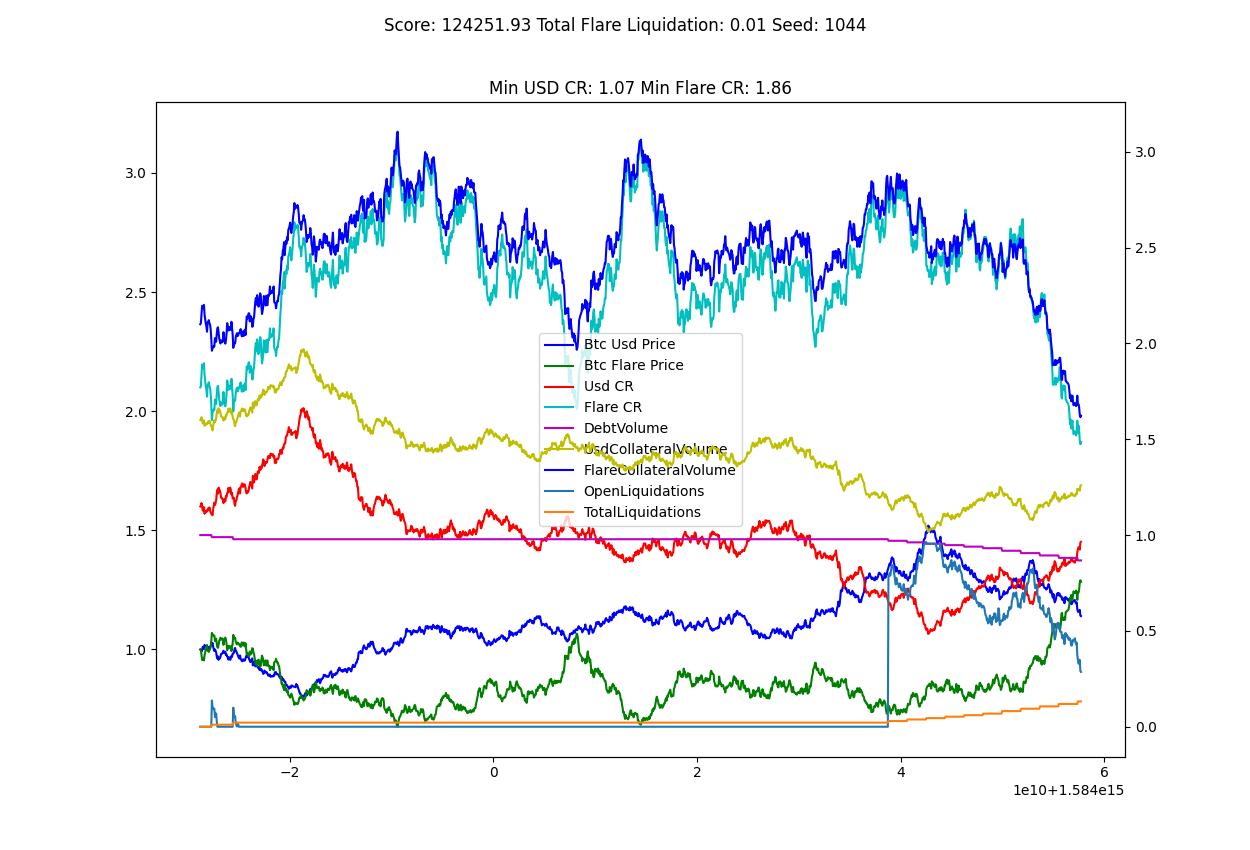 Score: 124251.93 Total Flare Liquidation: 0.01 Seed: 1044
Min USD CR: 1.07 Min Flare CR: 1.86
3.0
2.5
2.0
1.5
1.0
3.0
2.5
2.0
1.5
1.0
0.5
0.0
Btc Usd Price
Btc Flare Price
Usd CR
Flare CR
DebtVolume
UsdCollateralVolume
FlareCollateralVolume
OpenLiquidations
TotalLiquidations
−2 0 2 4 6
1e10+1.584e15